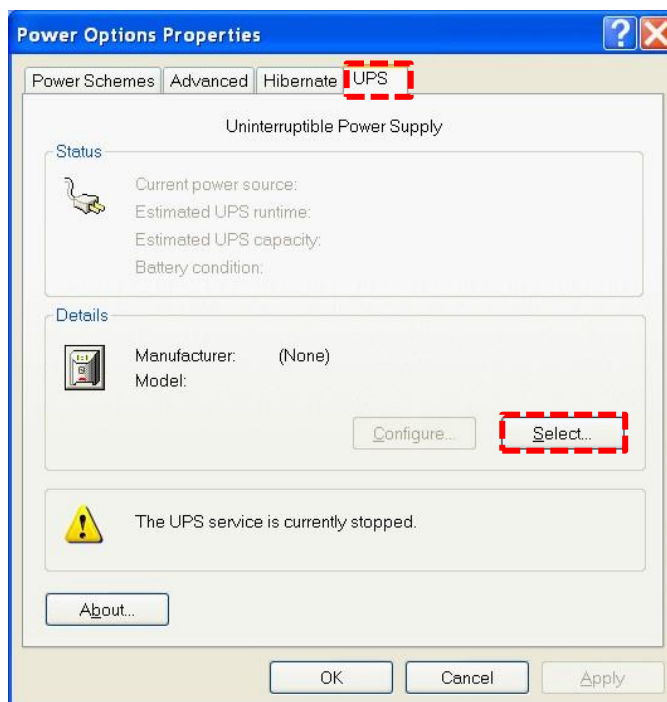 Power Options Properties
Power Schemes Advanced Hibernate UPS
Uninterruptible Power Supply
Status
Current power source:
Estimated UPS runtime:
Estimated UPS capacity:
Battery condition:
Details
Manufacturer: (None)
Model:
Configure... Select...
The UPS service is currently stopped.
About...
OK Cancel Apply